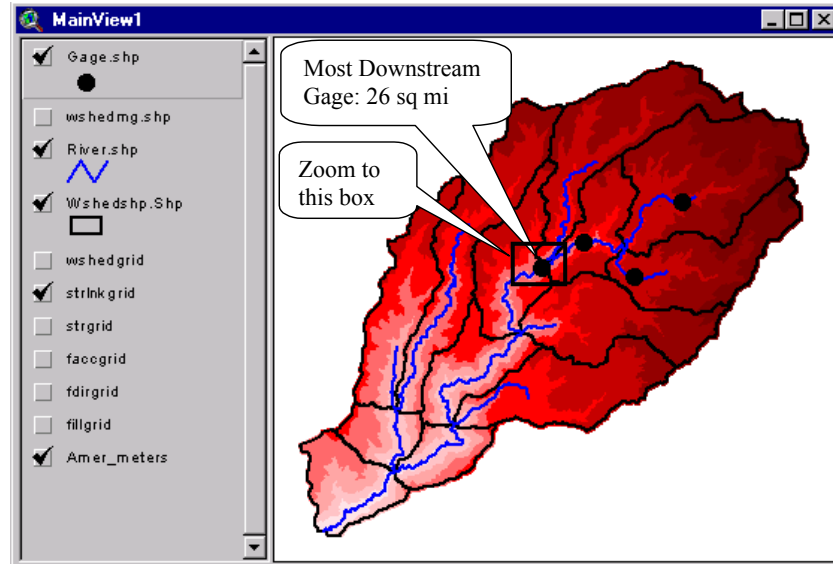 MainView1
Gage.shp
wshedmg.shp
River.shp
Wshedshp.Shp
wshedgrid
strlnkgrid
strgrid
faccgrid
fdirgrid
fillgrid
Amer_meters
Most Downstream
Gage: 26 sq mi
Zoom to
this box